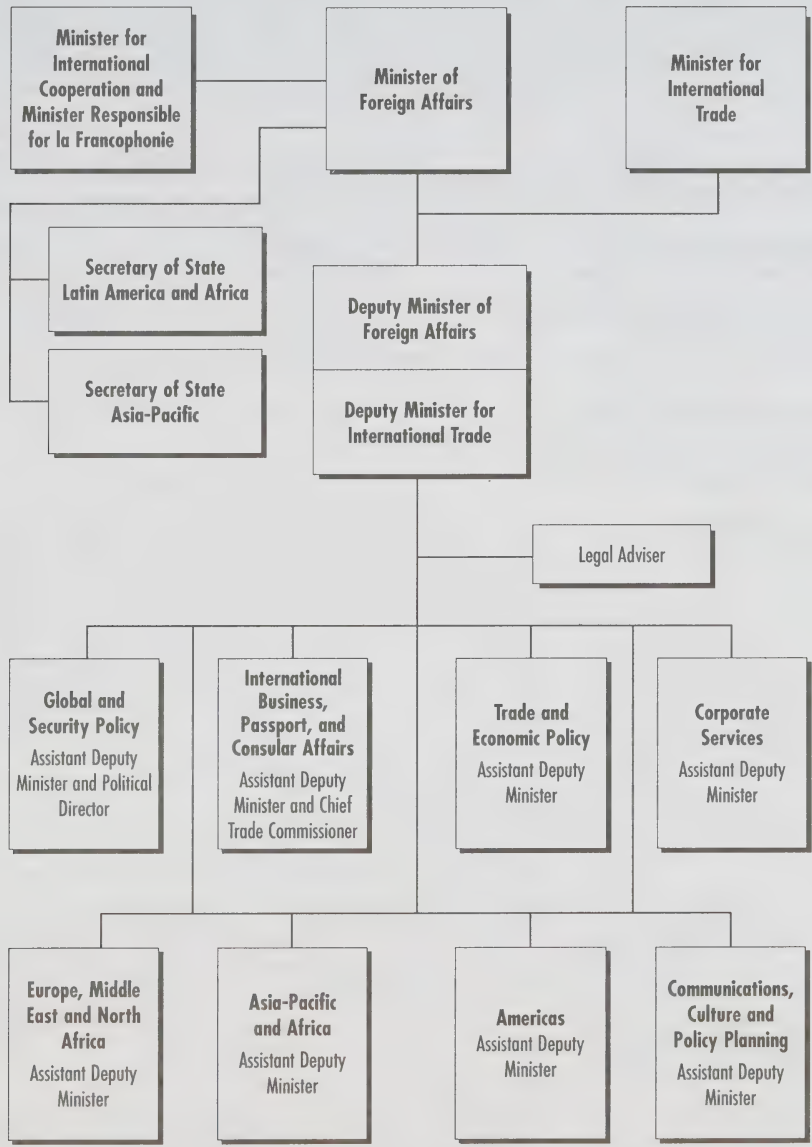 Minister for
International
Cooperation and
Minister Responsible
for la Francophonie
Minister of
Foreign Affairs
Minister for
International
Trade
Secretary of State
Latin America and Africa
Secretary of State
Asia-Pacific
Deputy Minister of
Foreign Affairs
Deputy Minister for
International Trade
Legal Adviser
Global and
Security Policy
Assistant Deputy
Minister and Political
Director
International
Business,
Passport, and
Consular Affairs
Assistant Deputy
Minister and Chief
Trade Commissioner
Trade and
Economic Policy
Assistant Deputy
Minister
Corporate
Services
Assistant Deputy
Minister
Europe, Middle
East and North
Africa
Assistant Deputy
Minister
Asia-Pacific
and Africa
Assistant Deputy
Minister
Americas
Assistant Deputy
Minister
Communications,
Culture and
Policy Planning
Assistant Deputy
Minister